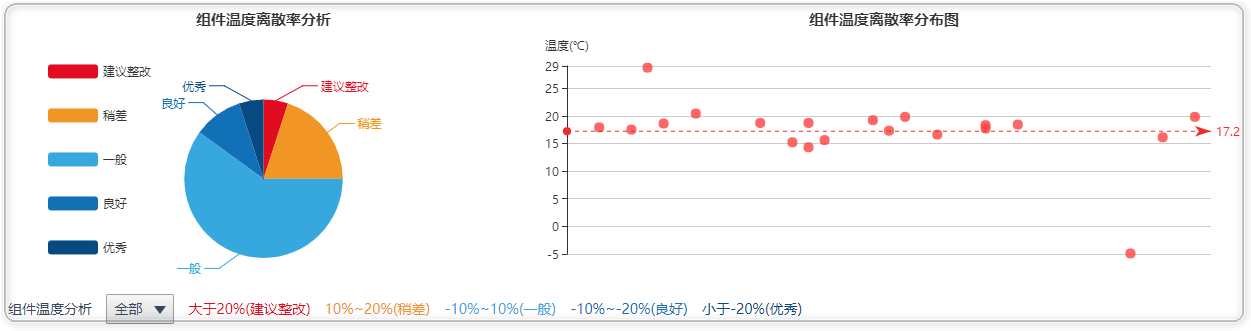 组件温度离散率分析
建议整改
稍差
一般
良好
优秀
优秀
良好
建议整改
稍差
一般
组件温度离散率分布图
温度(℃)
29
25
20
15
10
5
0
-5
17.2
组件温度分析 全部 大于20%(建议整改) 10%~20%(稍差) -10%~10%(一般) -10%~-20%(良好) 小于-20%(优秀)